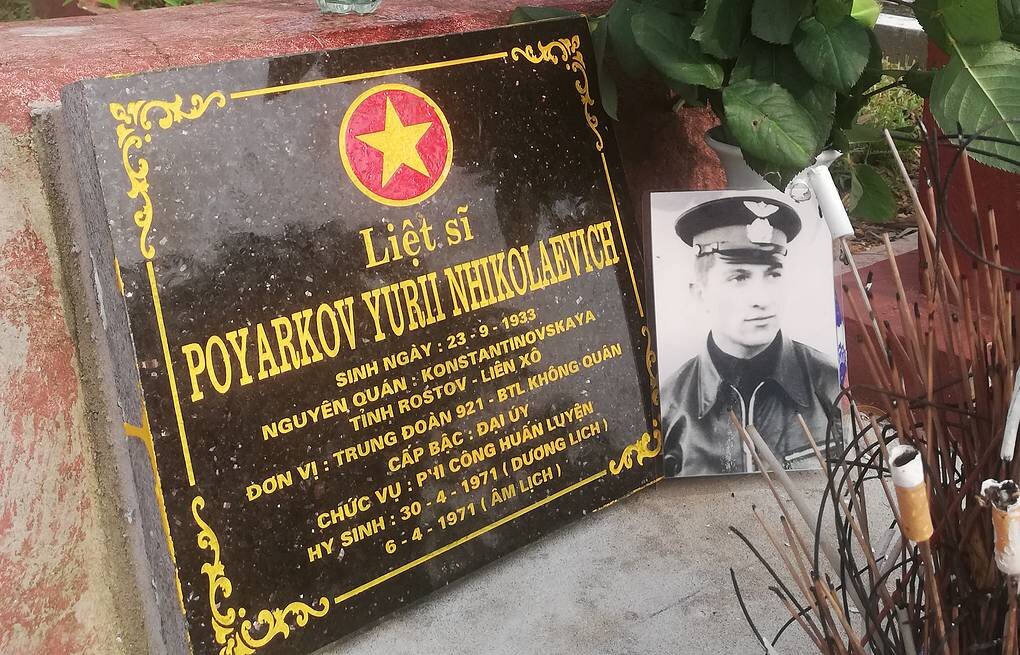 Liệt sĩ
POYARKOV YURII NHIKOLAEVICH
SINH NGÀY : 23 - 9 - 1933
NGUYÊN QUÁN : KONSTANTINOVSKAYA
TỈNH ROSTOV - LIÊN XÔ
ĐƠN VỊ : TRUNG ĐOÀN 921 - BTL KHÔNG QUÂN
CẤP BẬC : ĐẠI ÚY
CHỨC VỤ : PHI CÔNG HUẤN LUYỆN
HY SINH : 30 - 4 - 1971 ( DƯƠNG LỊCH )
6 - 4 - 1971 ( ÂM LỊCH )